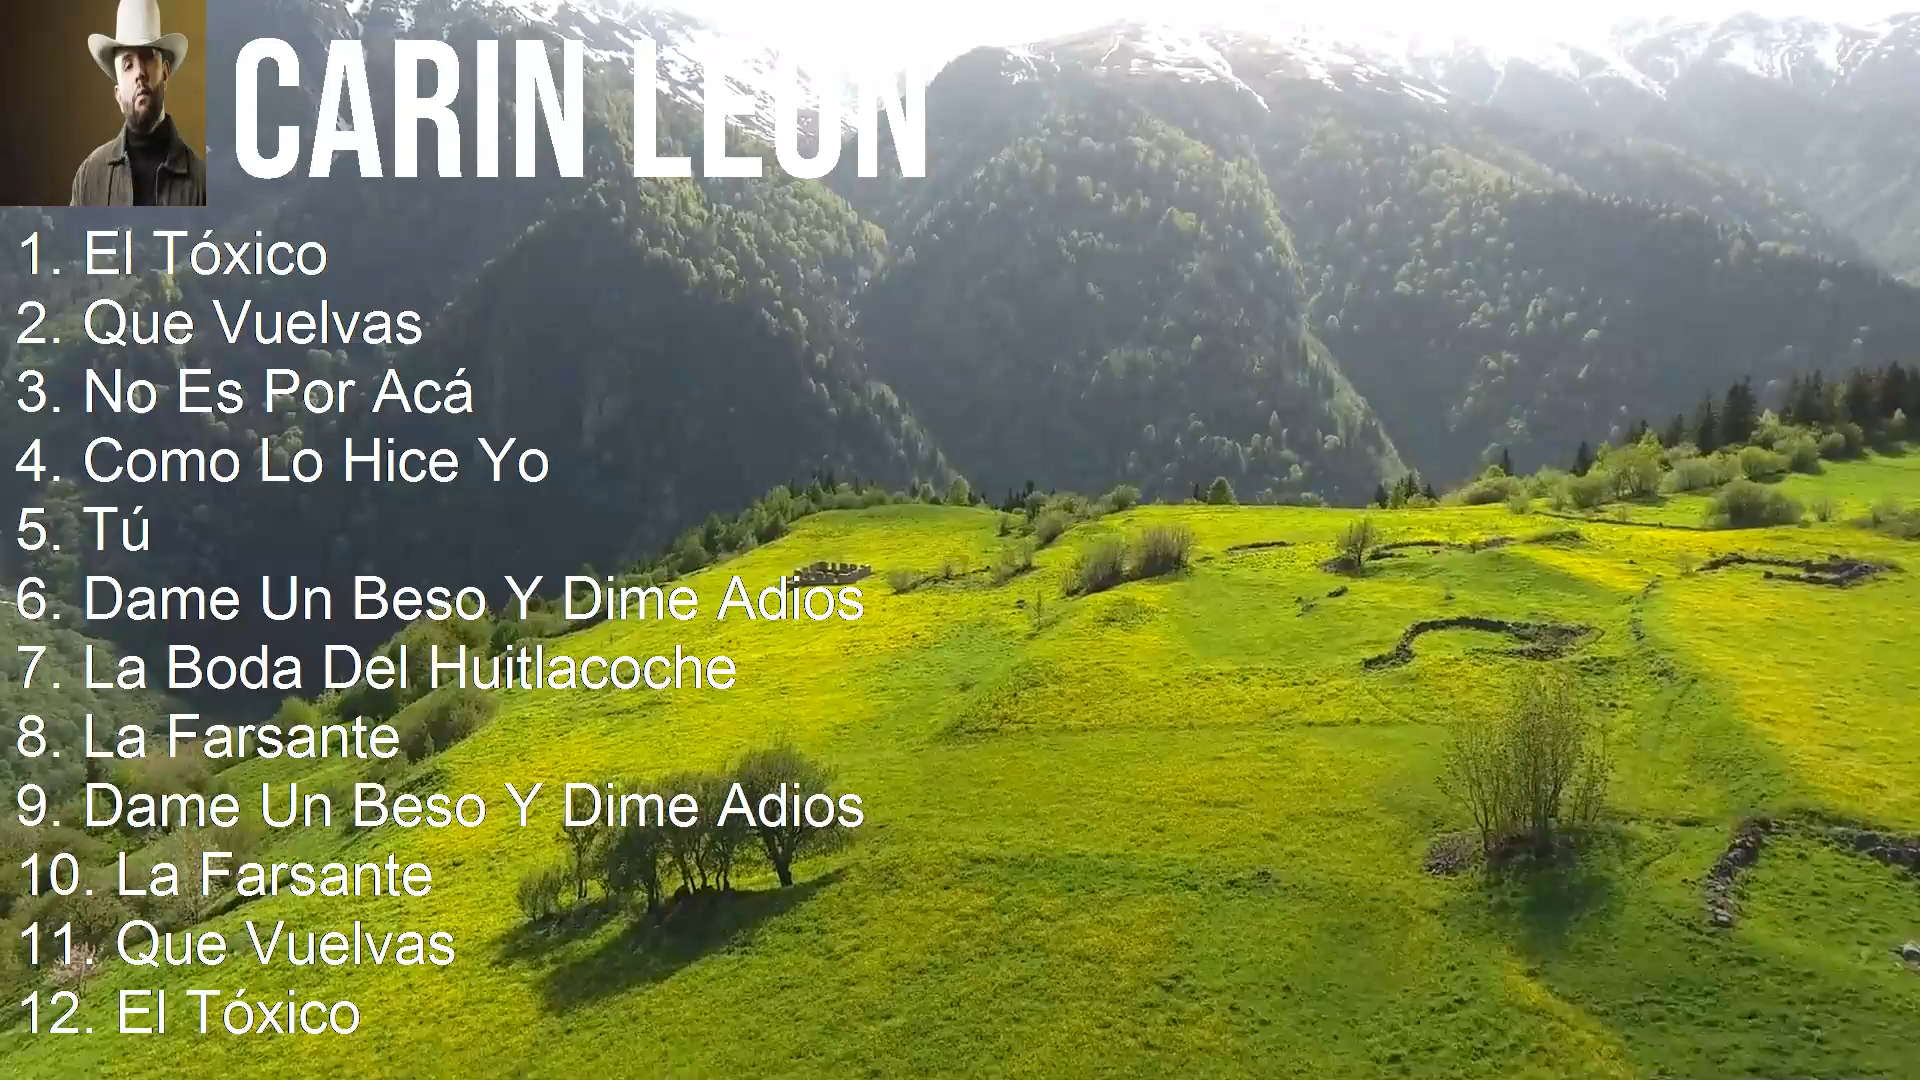 CARIN LEON
1. El Tóxico
2. Que Vuelvas
3. No Es Por Acá
4. Como Lo Hice Yo
5. Tú
6. Dame Un Beso Y Dime Adios
7. La Boda Del Huitlacoche
8. La Farsante
9. Dame Un Beso Y Dime Adios
10. La Farsante
11. Que Vuelvas
12. El Tóxico